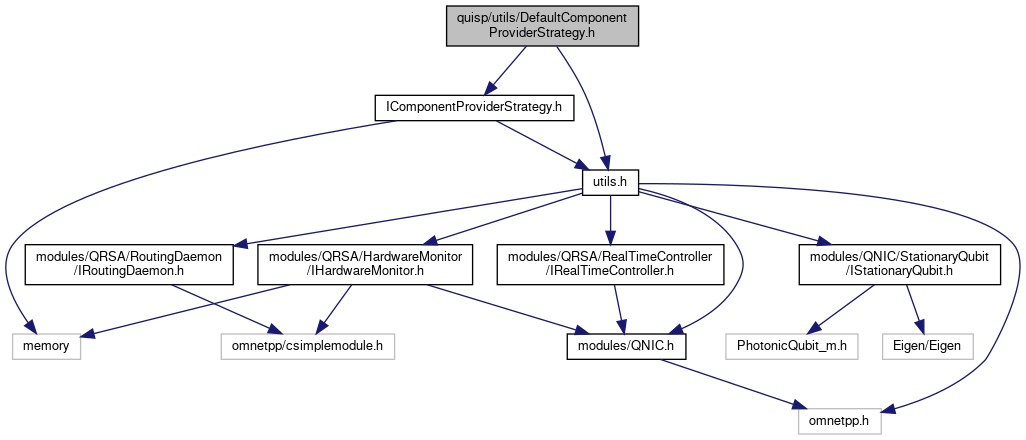 quisp/utils/DefaultComponent
ProviderStrategy.h
IComponentProviderStrategy.h
utils.h
modules/QRSA/RoutingDaemon
/IRoutingDaemon.h
modules/QRSA/HardwareMonitor
/IHardwareMonitor.h
modules/QRSA/RealTimeController
/IRealTimeController.h
modules/QNIC/StationaryQubit
/IStationaryQubit.h
memory
omnetpp/csimplemodule.h
modules/QNIC.h
PhotonicQubit_m.h
Eigen/Eigen
omnetpp.h